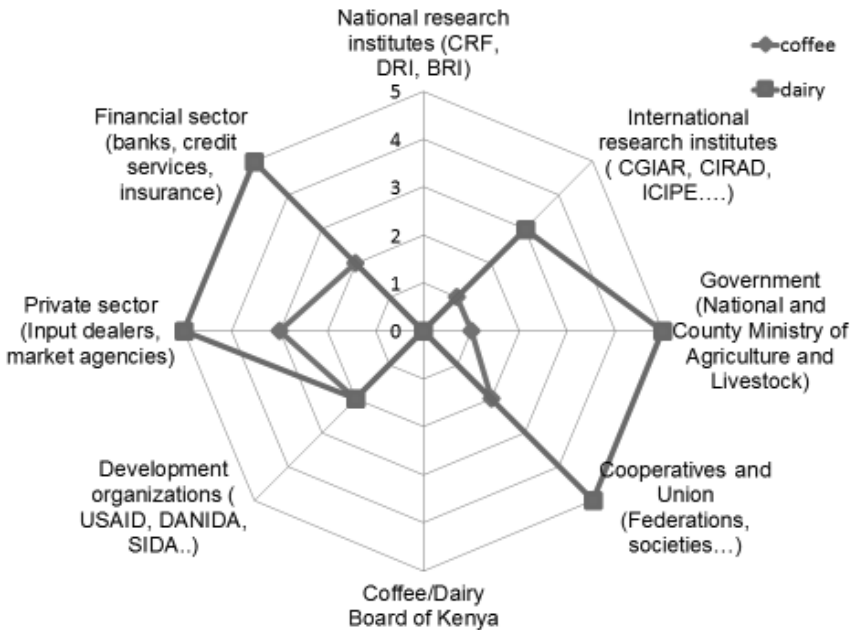 National research
institutes (CRF,
DRI, BRI)
coffee
dairy
International
research institutes
( CGIAR, CIRAD,
ICIPE….)
Government
(National and
County Ministry of
Agriculture and
Livestock)
Cooperatives and
Union
(Federations,
societies…)
Coffee/Dairy
Board of Kenya
Development
organizations (
USAID, DANIDA,
SIDA..)
Private sector
(Input dealers,
market agencies)
Financial sector
(banks, credit
services,
insurance)
5
4
3
2
1
0